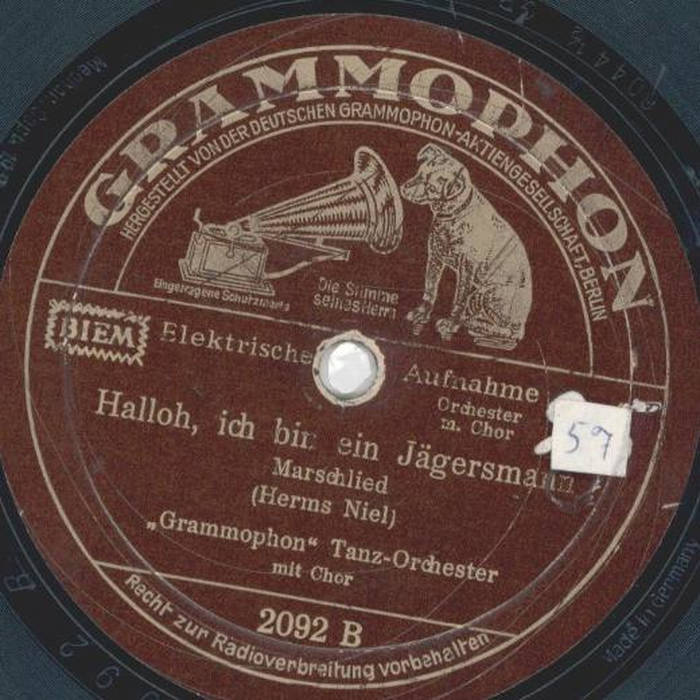 GRAMMOPHON
HERGESTELLT VON DER DEUTSCHEN GRAMMOPHON-AKTIENGESELLSCHAFT, BERLIN
Eingetragene Schutzmarke
Die Stimme
seines Herrn
BIEM
Elektrische Aufnahme
Orchester
m. Chor
Halloh, ich bin ein Jägersmann
57
Marschlied
(Herms Niel)
„Grammophon“ Tanz-Orchester
mit Chor
2092 B
Recht zur Radioverbreitung vorbehalten
Made in Germany